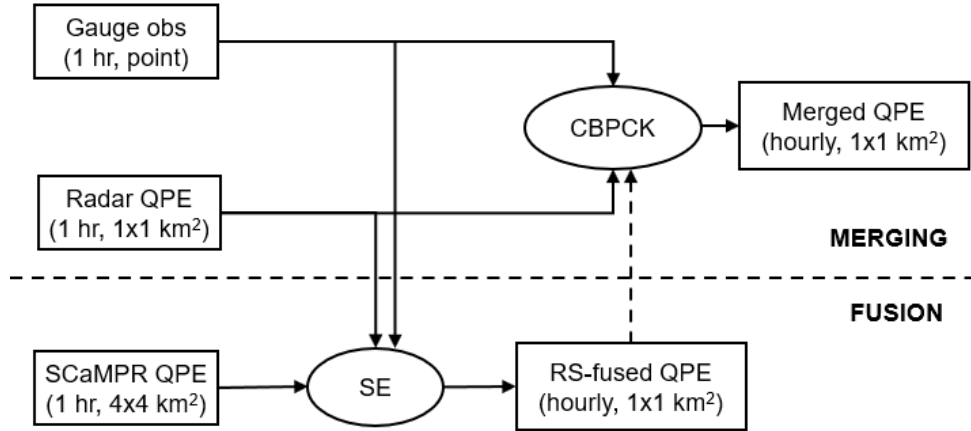 Gauge obs
(1 hr, point)
CBPCK
Merged QPE
(hourly, 1x1 km²)
Radar QPE
(1 hr, 1x1 km²)
MERGING
FUSION
SCaMPR QPE
(1 hr, 4x4 km²)
SE
RS-fused QPE
(hourly, 1x1 km²)